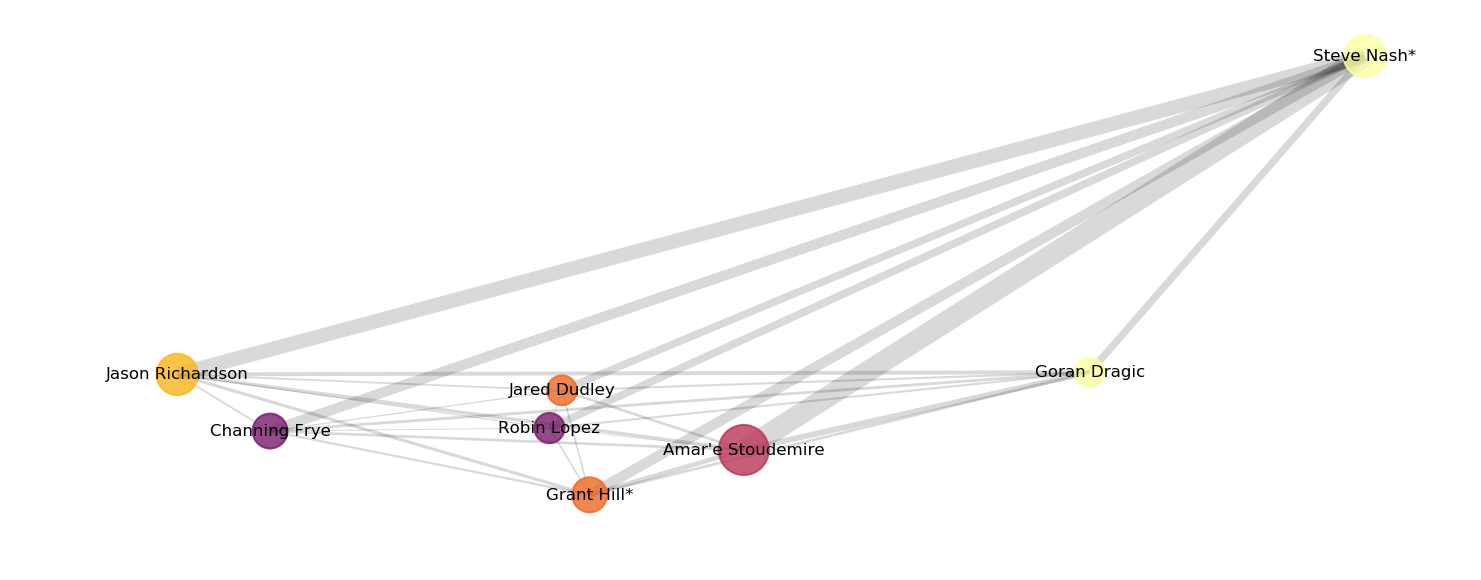 Steve Nash*
Jason Richardson
Goran Dragic
Jared Dudley
Channing Frye
Robin Lopez
Amar'e Stoudemire
Grant Hill*